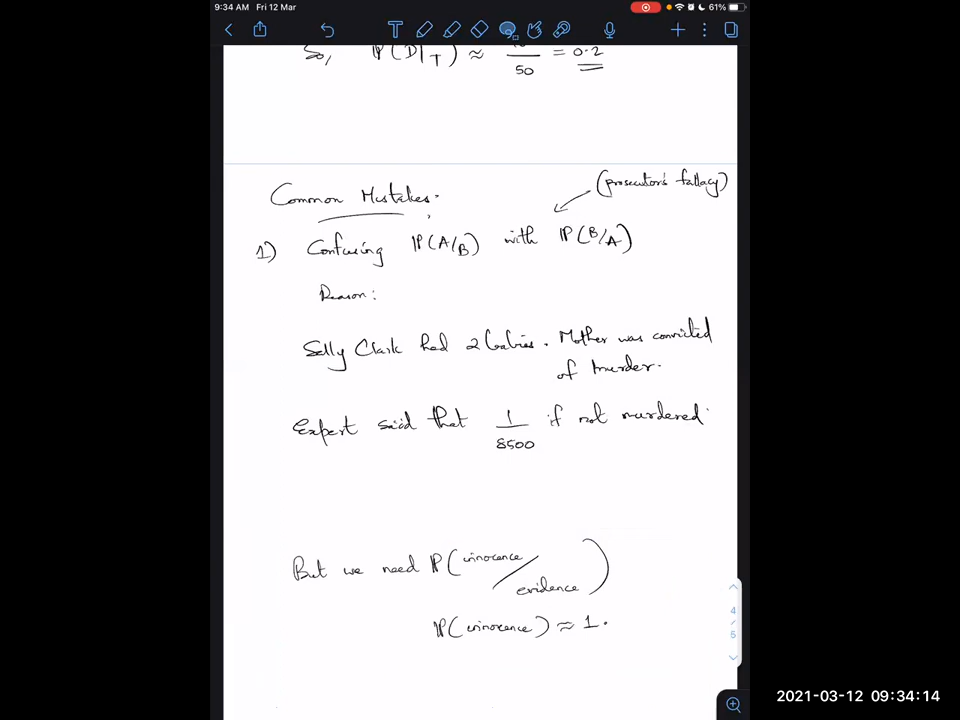 9:34 AM Fri 12 Mar
61%
So, P(D|T) ≈ /50 = 0.2
(prosecutor's fallacy)
Common Mistakes.
1) Confusing P(A/B) with P(B/A)
Reason:
Sally Clark had 2 babies. Mother was convicted
of murder.
Expert said that 1/8500 if not murdered
But we need P(innocence/evidence)
P(innocence) ≈ 1.
4
/
5
2021-03-12 09:34:14